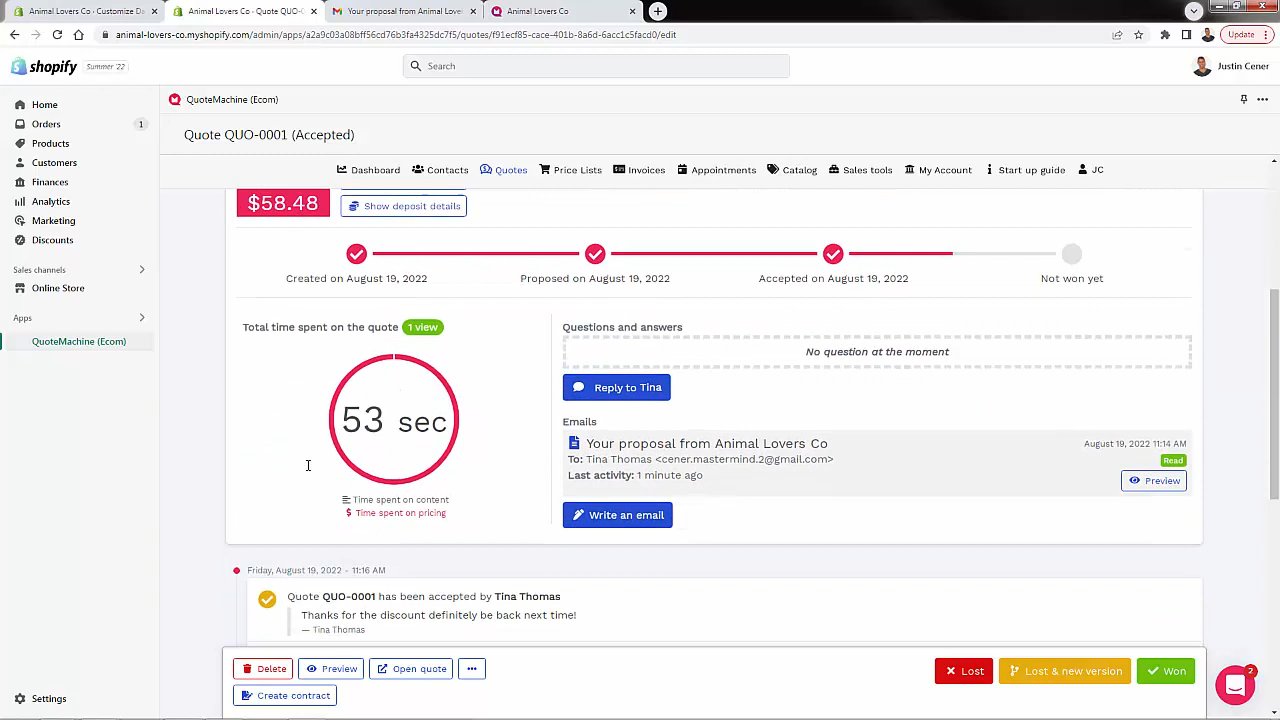 Animal Lovers Co · Customize Da
Animal Lovers Co · Quote QUO-0
Your proposal from Animal Lovers
Animal Lovers Co
animal-lovers-co.myshopify.com/admin/apps/a2a9c03a08bff56cd76b3fa4325dc7f5/quotes/f91ecf85-cace-401b-8a6d-6acc1c5facd0/edit
Update
shopify
Summer '22
Search
Justin Cener
Home
Orders
1
Products
Customers
Finances
Analytics
Marketing
Discounts
Sales channels
Online Store
Apps
QuoteMachine (Ecom)
Settings
QuoteMachine (Ecom)
Quote QUO-0001 (Accepted)
Dashboard
Contacts
Quotes
Price Lists
Invoices
Appointments
Catalog
Sales tools
My Account
Start up guide
JC
$58.48
Show deposit details
Created on August 19, 2022
Proposed on August 19, 2022
Accepted on August 19, 2022
Not won yet
Total time spent on the quote 1 view
53 sec
Time spent on content
Time spent on pricing
Questions and answers
No question at the moment
Reply to Tina
Emails
Your proposal from Animal Lovers Co
August 19, 2022 11:14 AM
To: Tina Thomas <cener.mastermind.2@gmail.com>
Read
Last activity: 1 minute ago
Preview
Write an email
Friday, August 19, 2022 - 11:16 AM
Quote QUO-0001 has been accepted by Tina Thomas
Thanks for the discount definitely be back next time!
— Tina Thomas
Delete
Preview
Open quote
Create contract
Lost
Lost & new version
Won
2